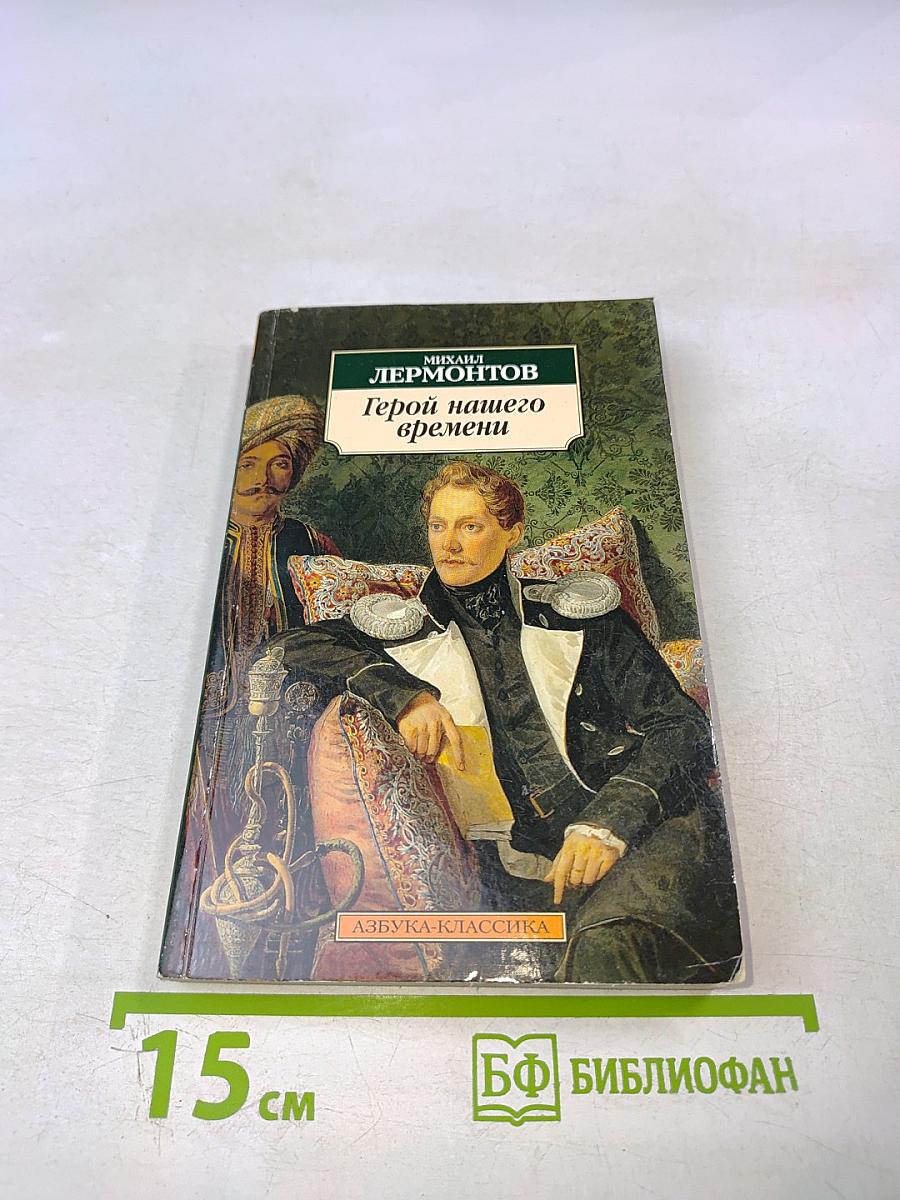 МИХАИЛ
ЛЕРМОНТОВ
Герой нашего
времени
АЗБУКА-КЛАССИКА
15 см
БФ БИБЛИОФАН